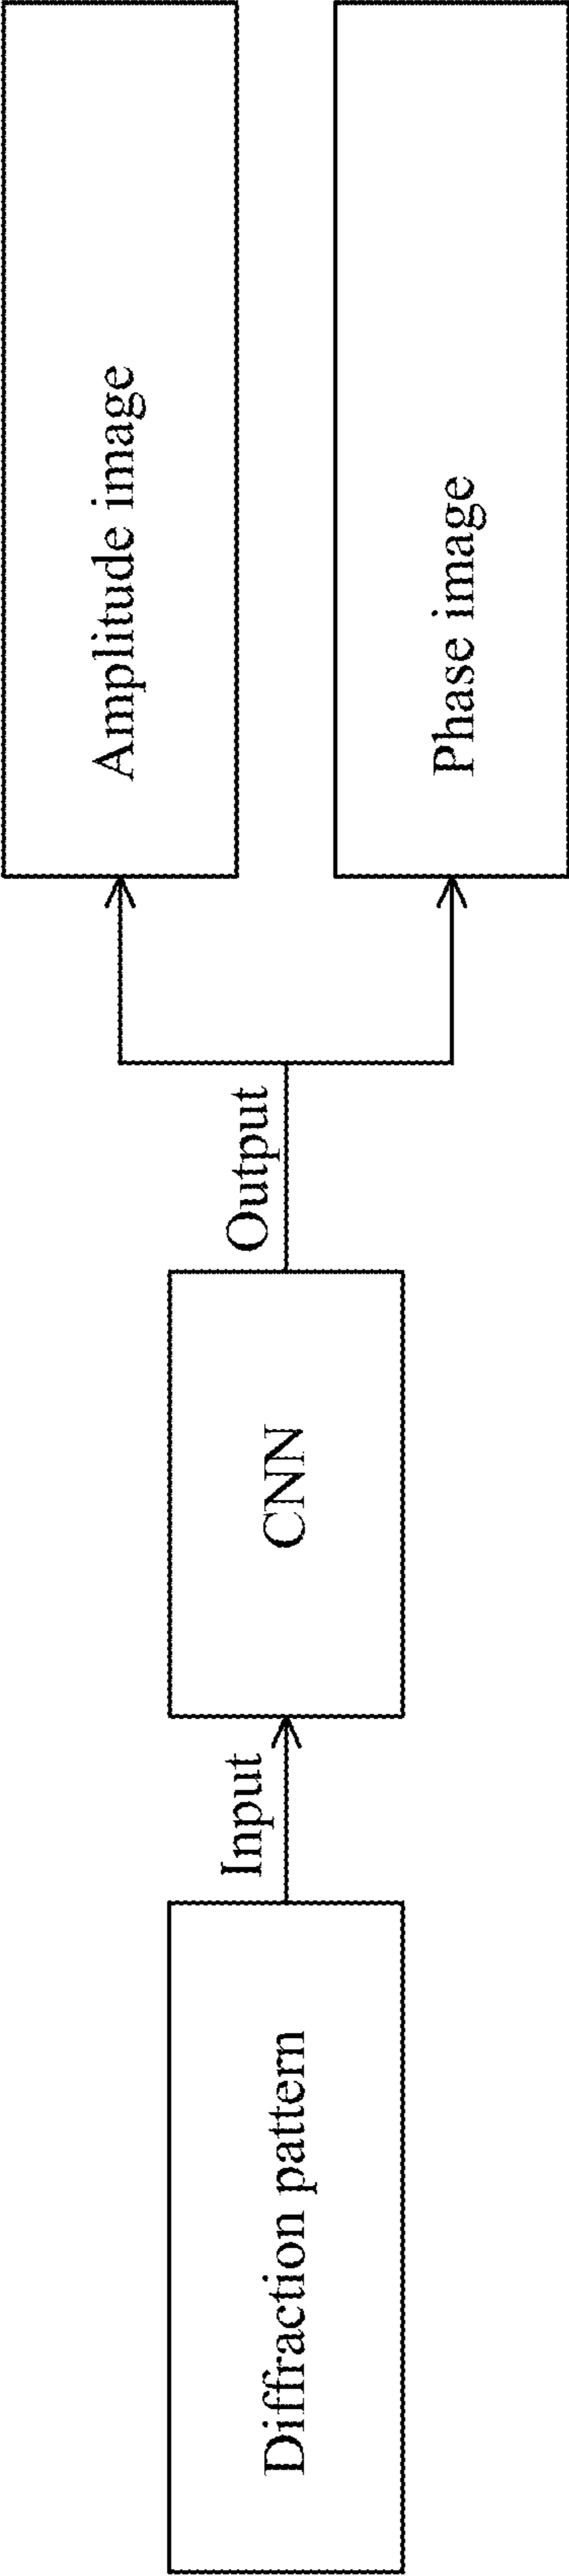 Diffraction pattern
Input
CNN
Output
Amplitude image
Phase image